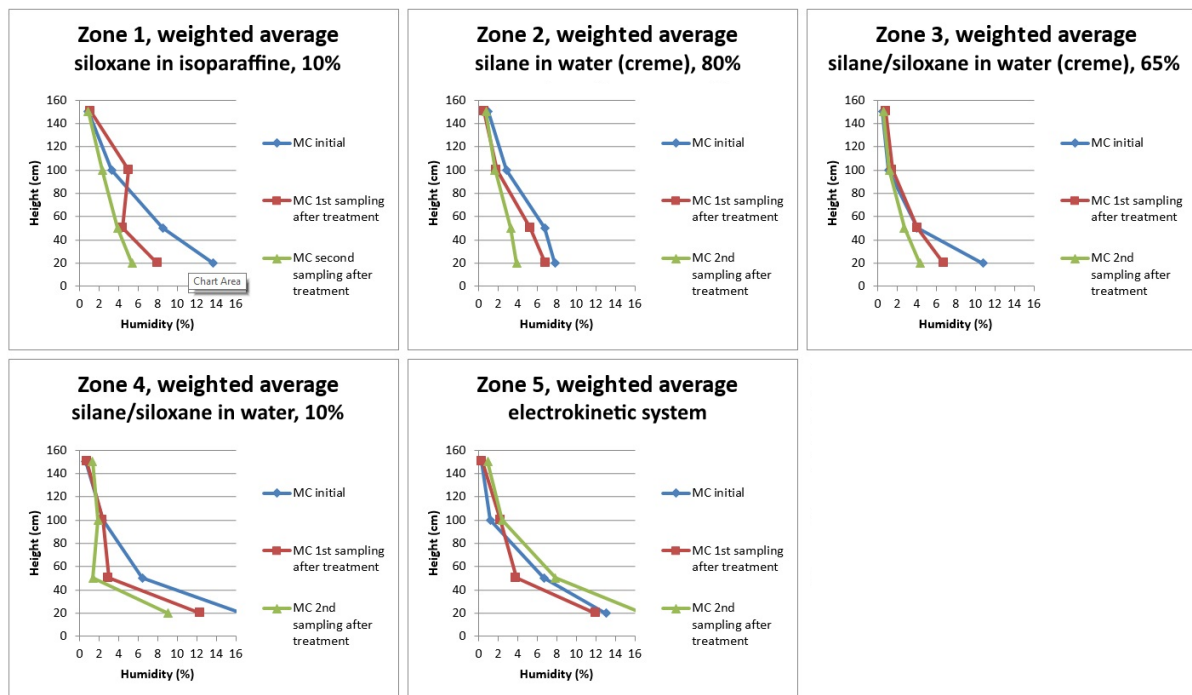 Zone 1, weighted average
siloxane in isoparaffine, 10%
160
140
120
100
80
60
40
20
0
Height (cm)
0 2 4 6 8 10 12 14 16
Humidity (%)
MC initial
MC 1st sampling
after treatment
MC second
sampling after
treatment
Chart Area
Zone 2, weighted average
silane in water (creme), 80%
160
140
120
100
80
60
40
20
0
Height (cm)
0 2 4 6 8 10 12 14 16
Humidity (%)
MC initial
MC 1st sampling
after treatment
MC 2nd
sampling after
treatment
Zone 3, weighted average
silane/siloxane in water (creme), 65%
160
140
120
100
80
60
40
20
0
Height (cm)
0 2 4 6 8 10 12 14 16
Humidity (%)
MC initial
MC 1st sampling
after treatment
MC 2nd
sampling after
treatment
Zone 4, weighted average
silane/siloxane in water, 10%
160
140
120
100
80
60
40
20
0
Height (cm)
0 2 4 6 8 10 12 14 16
Humidity (%)
MC initial
MC 1st sampling
after treatment
MC 2nd
sampling after
treatment
Zone 5, weighted average
electrokinetic system
160
140
120
100
80
60
40
20
0
Height (cm)
0 2 4 6 8 10 12 14 16
Humidity (%)
MC initial
MC 1st sampling
after treatment
MC 2nd
sampling after
treatment